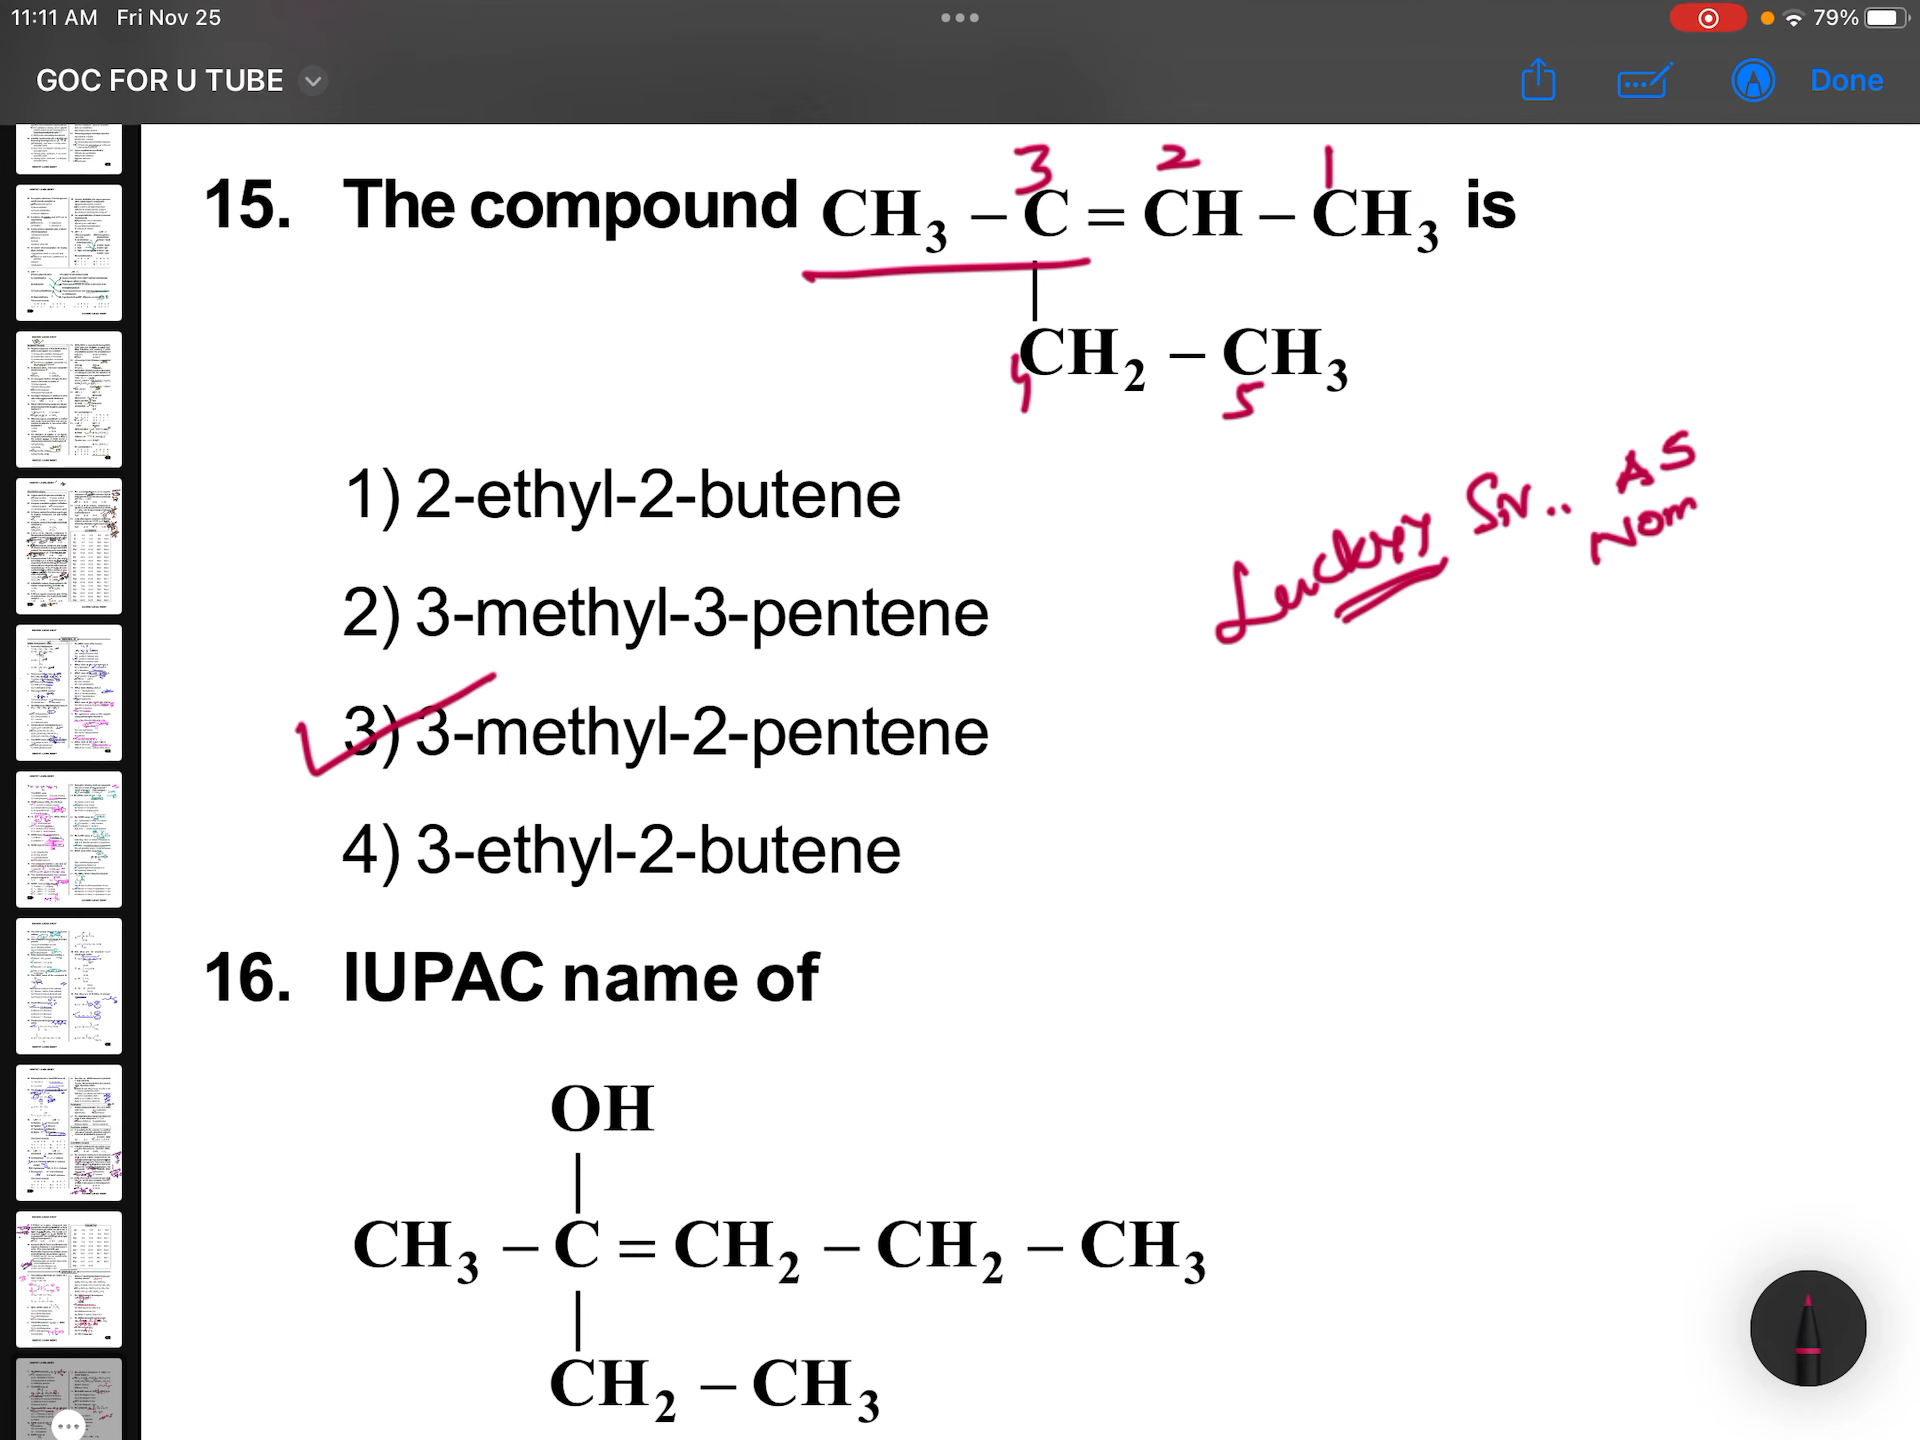 11:11 AM Fri Nov 25
79%
GOC FOR U TUBE
Done
3 2 1
15. The compound CH₃ – C = CH – CH₃ is
|
CH₂ – CH₃
4 5
1) 2-ethyl-2-butene
AS
Sir..
Nom
2) 3-methyl-3-pentene
3) 3-methyl-2-pentene
4) 3-ethyl-2-butene
16. IUPAC name of
OH
|
CH₃ – C = CH₂ – CH₂ – CH₃
|
CH₂ – CH₃